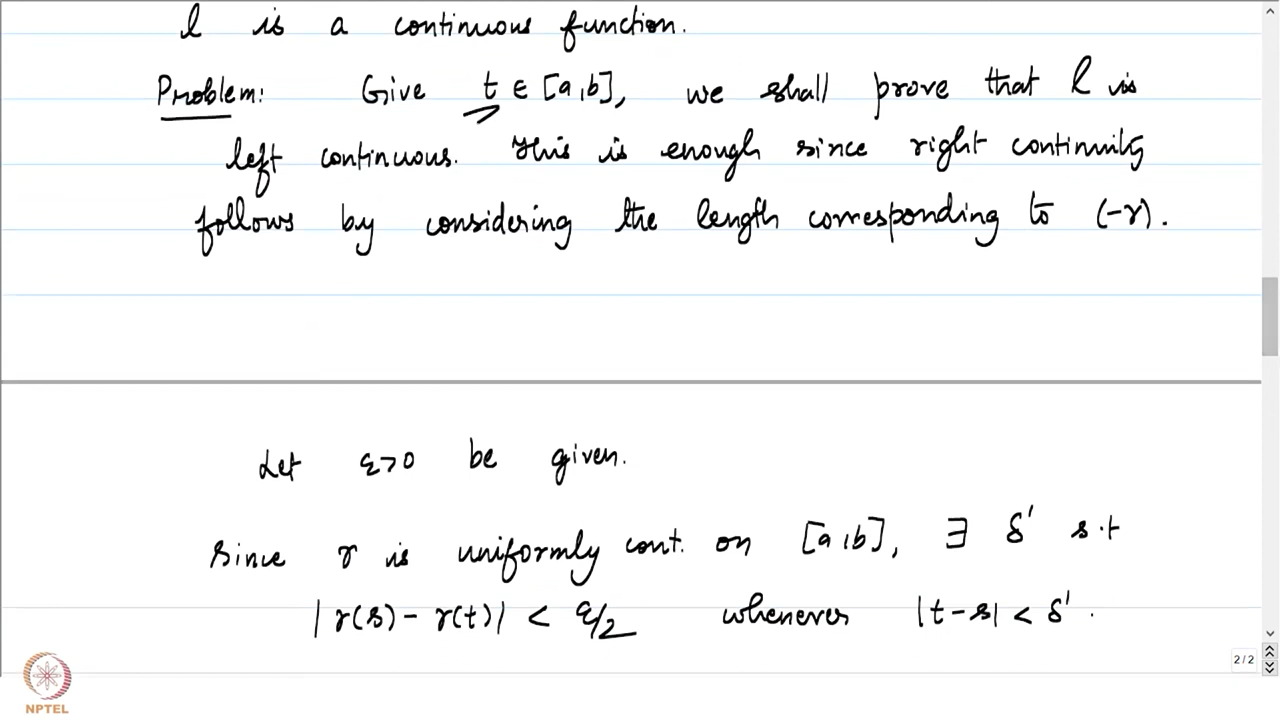 l is a continuous function.
Problem: Give t ∈ [a,b], we shall prove that l is
left continuous. This is enough since right continuity
follows by considering the length corresponding to (-γ).
Let ε>0 be given.
since γ is uniformly cont. on [a,b], ∃ δ' s.t
|γ(s) - γ(t)| < ε/2 whenever |t-s| < δ'.
2/2
NPTEL